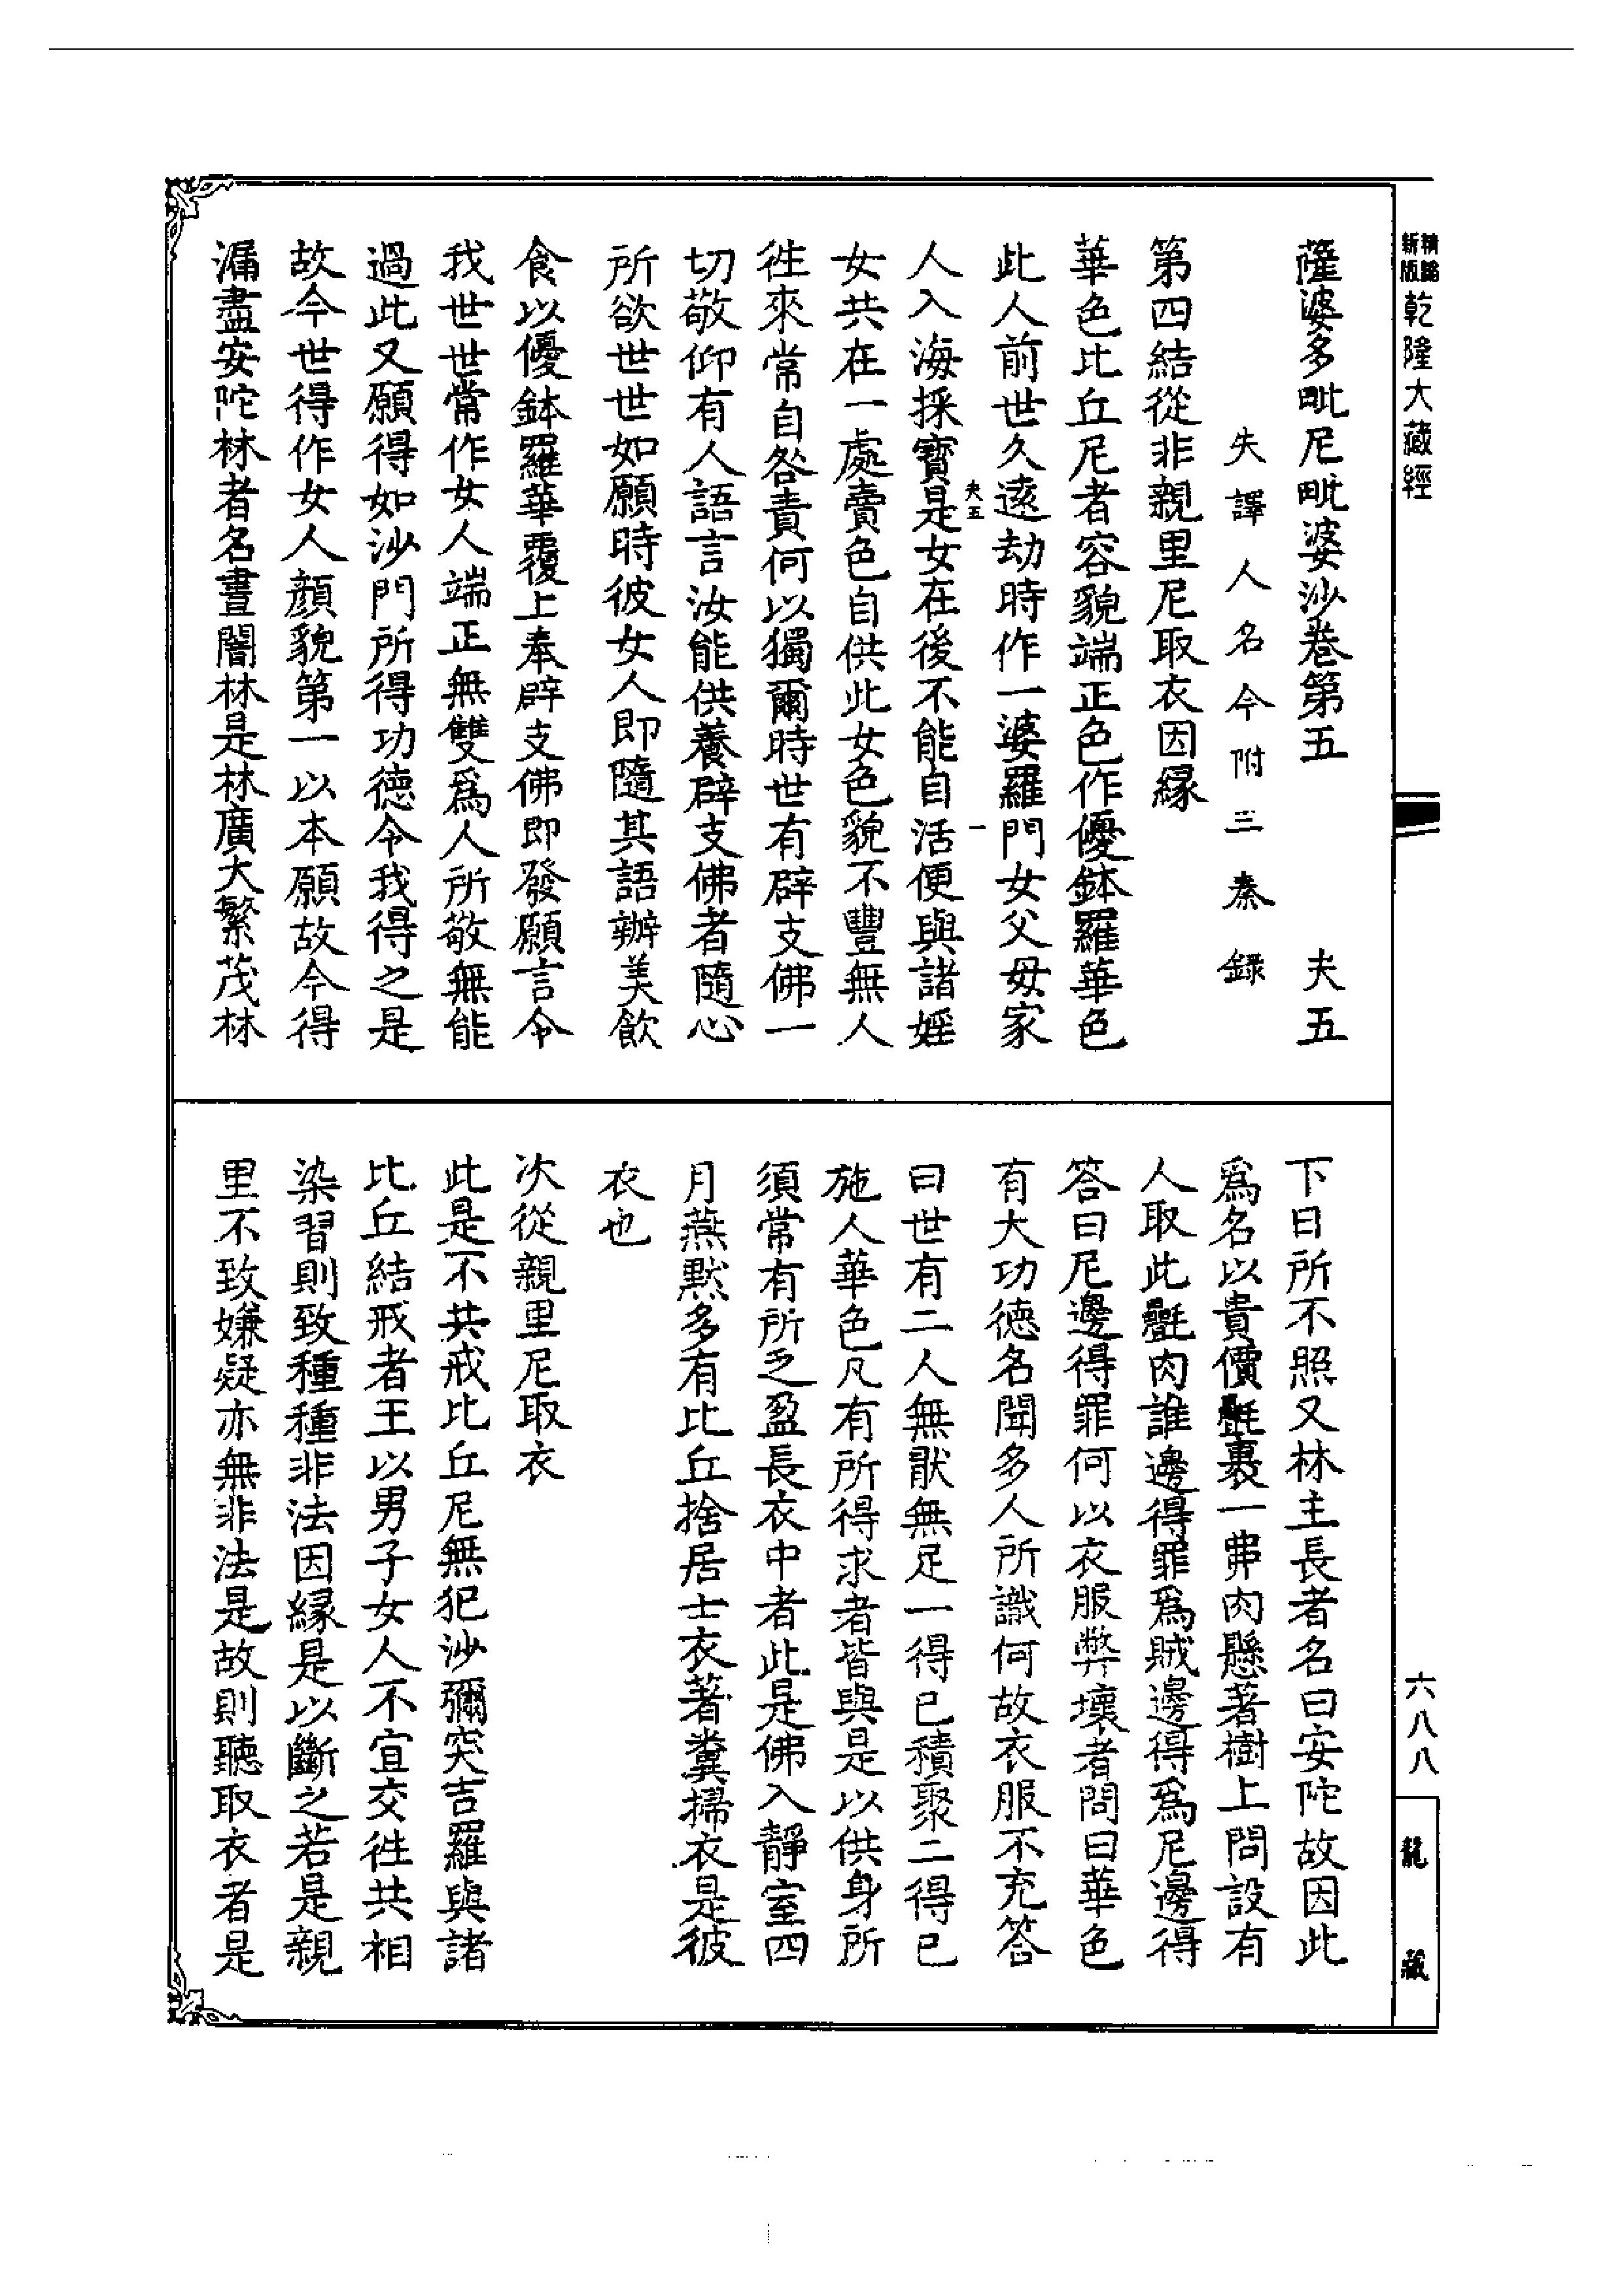 新版
精縮
乾隆大藏經
六八八
龍藏
薩婆多毗尼毗婆沙卷第五 夫五
失譯人名今附三秦錄
第四結從非親里尼取衣因緣
華色比丘尼者容貌端正色作優鉢羅華色
此人前世久遠劫時作一婆羅門女父母家
夫五 一
人入海採寶是女在後不能自活便與諸婬
女共在一處賣色自供此女色貌不豐無人
徃來常自咎責何以獨爾時世有辟支佛一
切敬仰有人語言汝能供養辟支佛者隨心
所欲世世如願時彼女人即隨其語辦美飲
食以優鉢羅華覆上奉辟支佛即發願言令
我世世常作女人端正無雙爲人所敬無能
過此又願得如沙門所得功德令我得之是
故今世得作女人顏貌第一以本願故今得
漏盡安陀林者名晝闇林是林廣大繁茂林
下日所不照又林主長者名曰安陀故因此
爲名以貴價㲲裹一弗肉懸著樹上問設有
人取此㲲肉誰邊得罪爲賊邊得爲尼邊得
答曰尼邊得罪何以衣服弊壞者問曰華色
有大功德名聞多人所識何故衣服不充答
曰世有二人無猒無足一得已積聚二得已
施人華色凡有所得求者皆與是以供身所
須常有所乏盈長衣中者此是佛入靜室四
月燕黙多有比丘捨居士衣著糞掃衣是彼
衣也
次從親里尼取衣
此是不共戒比丘尼無犯沙彌突吉羅與諸
比丘結戒者王以男子女人不宜交徃共相
染習則致種種非法因緣是以斷之若是親
里不致嫌疑亦無非法是故則聽取衣者是